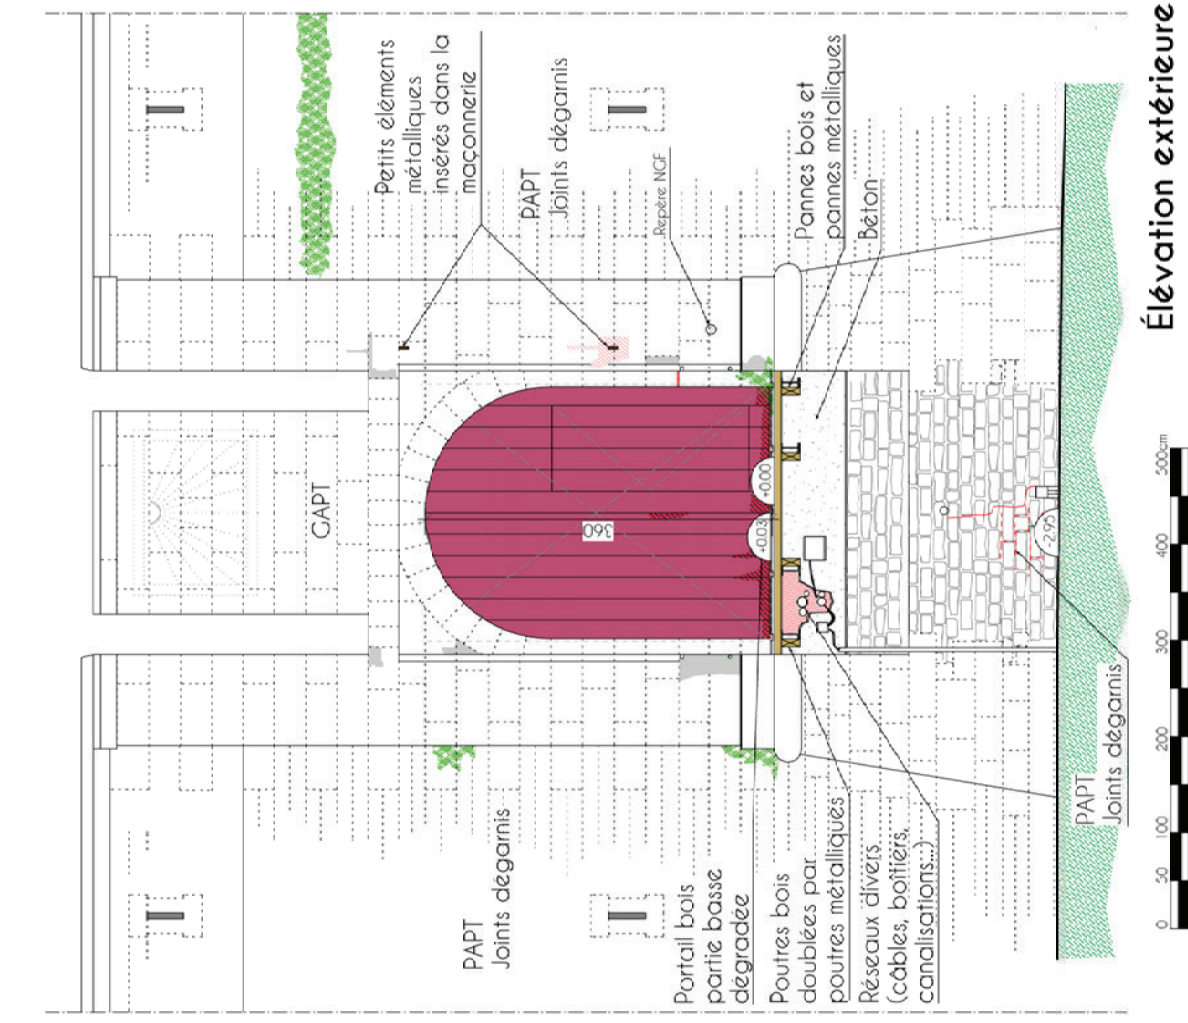 Petits éléments
métalliques
insérés dans la
maçonnerie
PAPT
Joints dégarnis
Repère NGF
Pannes bois et
pannes métalliques
Béton
GAPT
360
+0.00
+0.03
-2.95
PAPT
Joints dégarnis
Portail bois
partie basse
dégradée
Poutres bois
doublées par
poutres métalliques
Réseaux divers
(câbles, boîtiers,
canalisations...)
PAPT
Joints dégarnis
0 50 100 200 300 400 500cm
Élévation extérieure